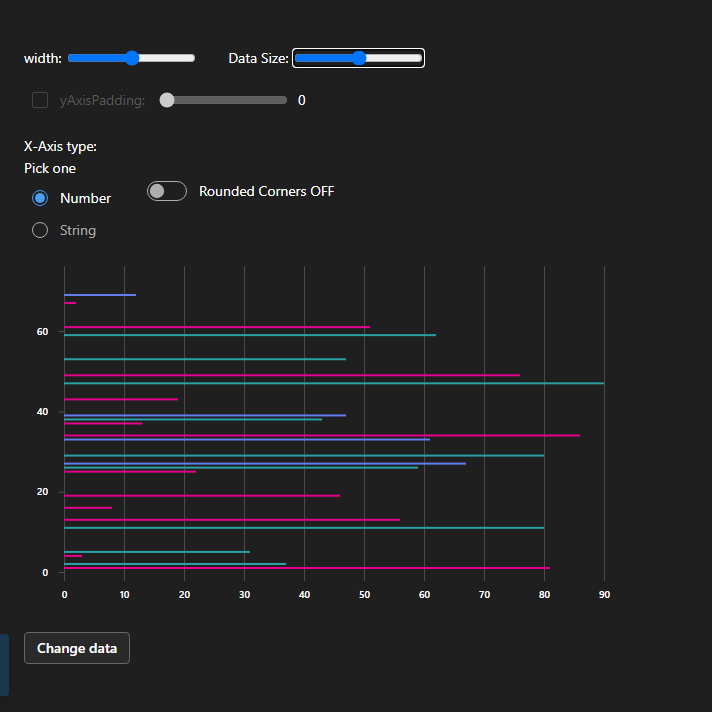 width: Data Size:
yAxisPadding: 0
X-Axis type:
Pick one
Number
Rounded Corners OFF
String
60
40
20
0
0 10 20 30 40 50 60 70 80 90
Change data